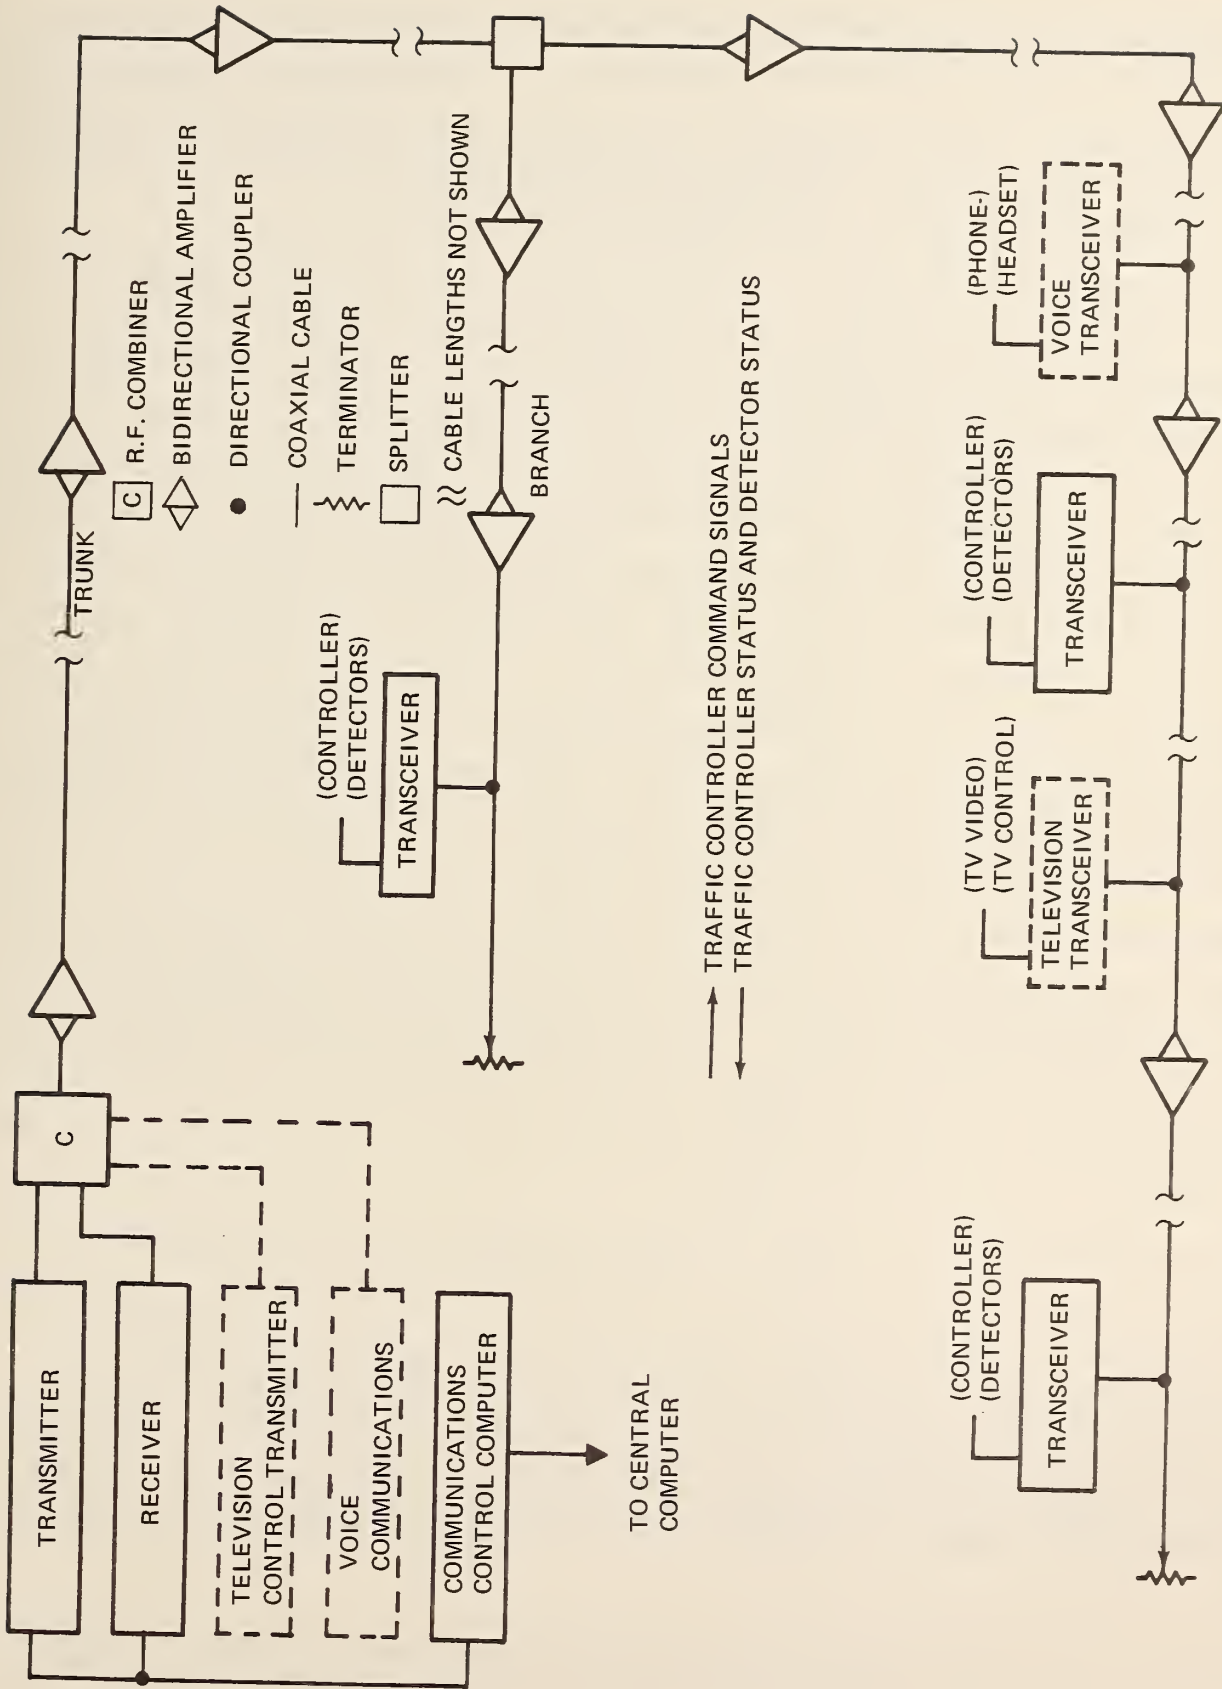 TRANSMITTER
RECEIVER
TELEVISION
CONTROL TRANSMITTER
VOICE
COMMUNICATIONS
COMMUNICATIONS
CONTROL COMPUTER
TO CENTRAL
COMPUTER
C
TRUNK
C R.F. COMBINER
BIDIRECTIONAL AMPLIFIER
DIRECTIONAL COUPLER
COAXIAL CABLE
TERMINATOR
SPLITTER
CABLE LENGTHS NOT SHOWN
BRANCH
(CONTROLLER)
(DETECTORS)
TRANSCEIVER
TRAFFIC CONTROLLER COMMAND SIGNALS
TRAFFIC CONTROLLER STATUS AND DETECTOR STATUS
(CONTROLLER)
(DETECTORS)
TRANSCEIVER
(TV VIDEO)
(TV CONTROL)
TELEVISION
TRANSCEIVER
(CONTROLLER)
(DETECTORS)
TRANSCEIVER
(PHONE-)
(HEADSET)
VOICE
TRANSCEIVER